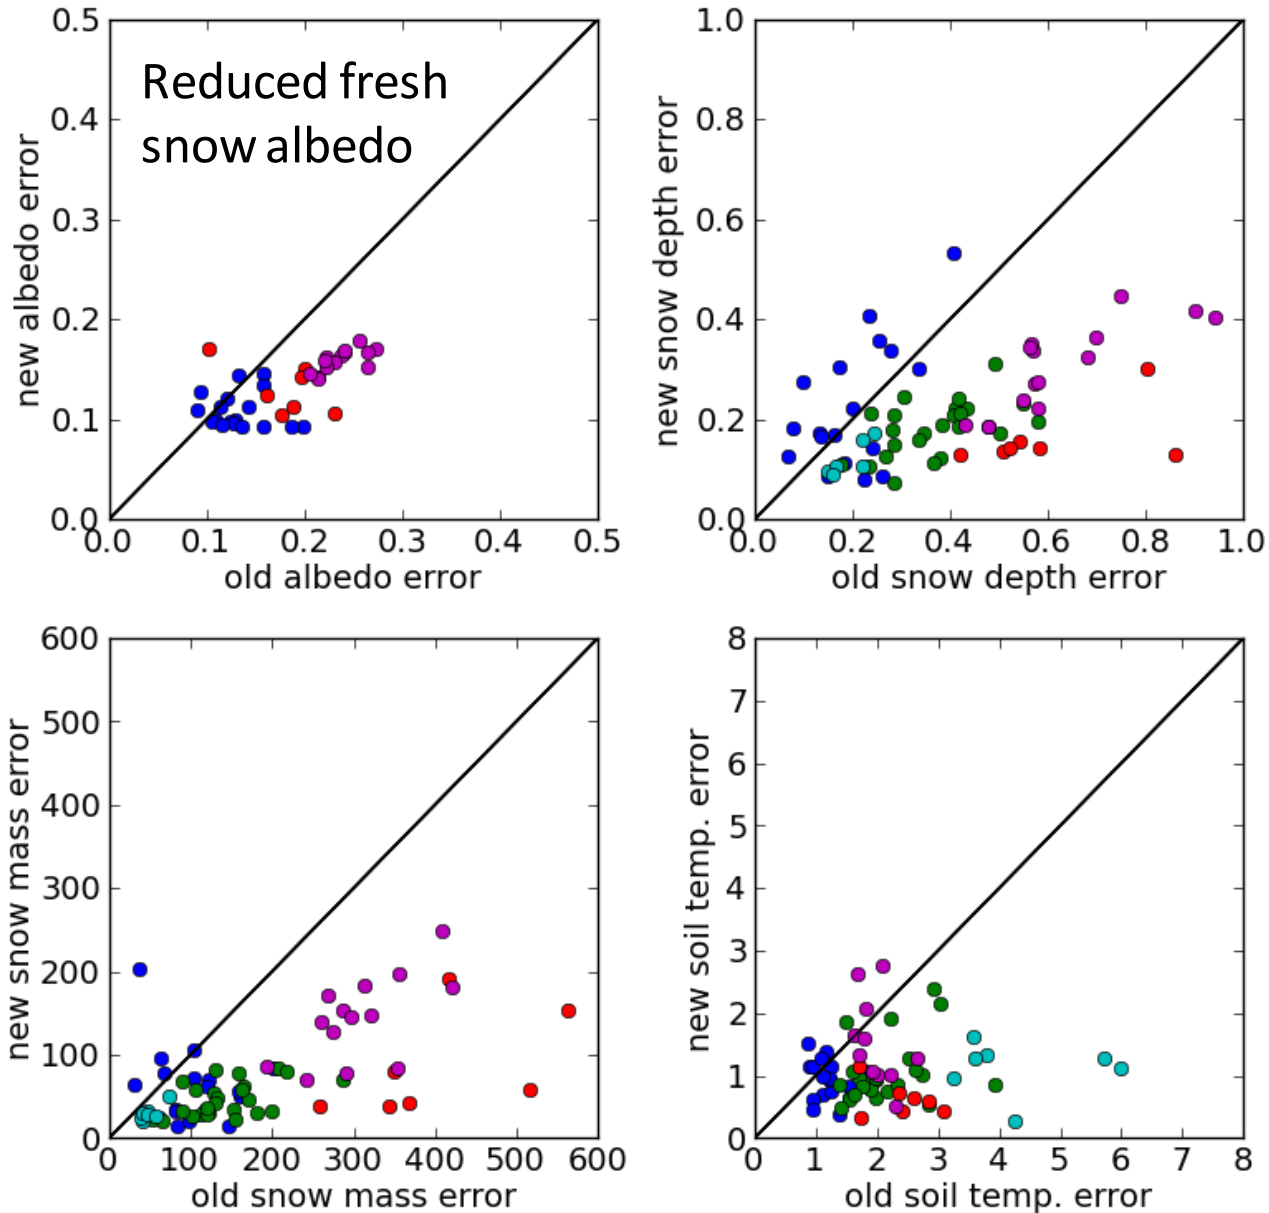 0.5
0.4
0.3
0.2
0.1
0.0
new albedo error
Reduced fresh
snow albedo
0.0 0.1 0.2 0.3 0.4 0.5
old albedo error
1.0
0.8
0.6
0.4
0.2
0.0
new snow depth error
0.0 0.2 0.4 0.6 0.8 1.0
old snow depth error
600
500
400
300
200
100
0
new snow mass error
0 100 200 300 400 500 600
old snow mass error
8
7
6
5
4
3
2
1
0
new soil temp. error
0 1 2 3 4 5 6 7 8
old soil temp. error